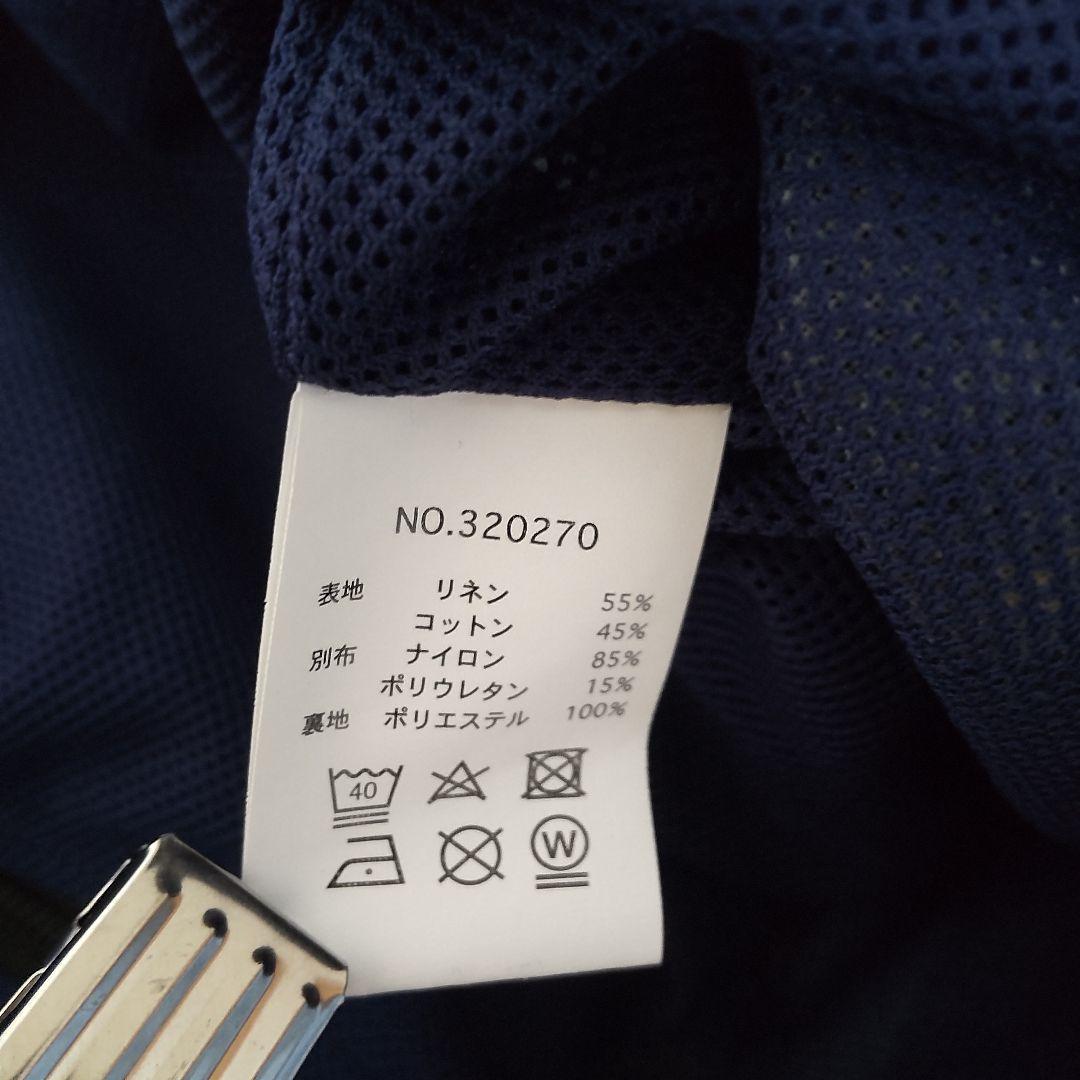 NO.320270
表地 リネン 55%
コットン 45%
別布 ナイロン 85%
ポリウレタン 15%
裏地 ポリエステル 100%
40
W